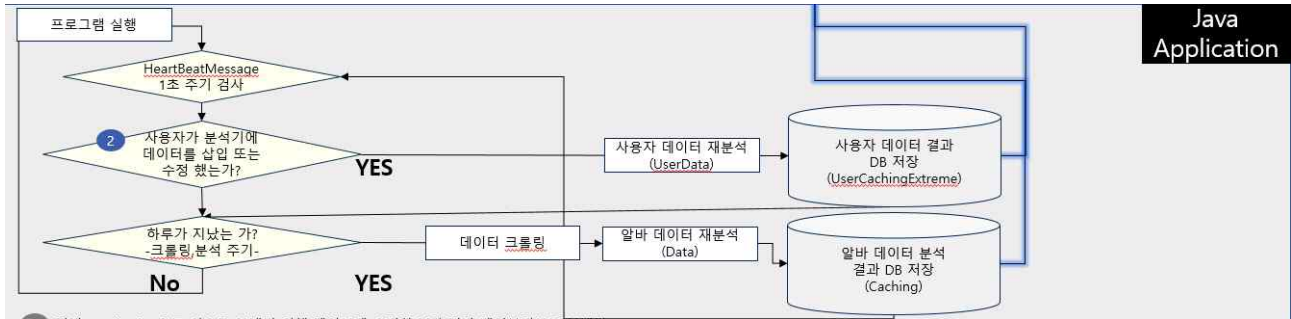 Java
Application
프로그램 실행
HeartBeatMessage
1초 주기 검사
2
사용자가 분석기에
데이터를 삽입 또는
수정 했는가?
YES
사용자 데이터 재분석
(UserData)
사용자 데이터 결과
DB 저장
(UserCachingExtreme)
하루가 지났는 가?
-크롤링,분석 주기-
No
YES
데이터 크롤링
알바 데이터 재분석
(Data)
알바 데이터 분석
결과 DB 저장
(Caching)